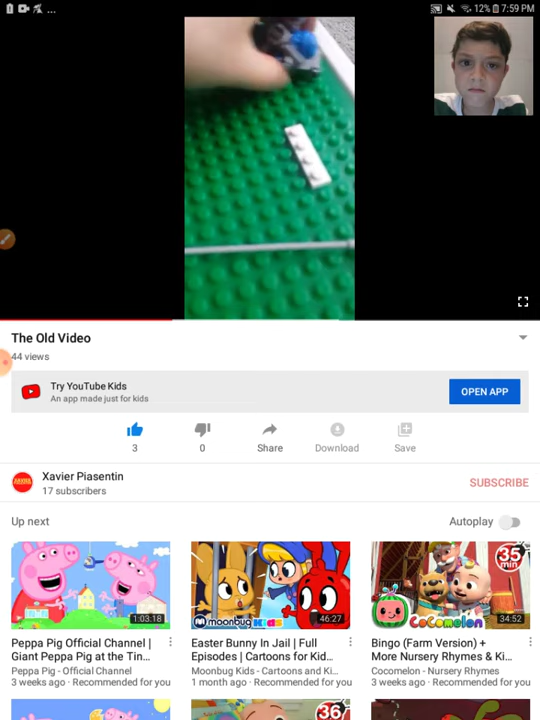 ... 12% 7:59 PM
The Old Video
44 views
Try YouTube Kids
An app made just for kids
OPEN APP
3
0
Share
Download
Save
Xavier Piasentin
17 subscribers
SUBSCRIBE
Up next
Autoplay
1:03:18
moonbug KIDS
46:27
35 min
COCOMELON
34:52
Peppa Pig Official Channel |
Giant Peppa Pig at the Tin...
Peppa Pig - Official Channel
3 weeks ago · Recommended for you
Easter Bunny In Jail | Full
Episodes | Cartoons for Kid...
Moonbug Kids - Cartoons and Ki...
1 month ago · Recommended for you
Bingo (Farm Version) +
More Nursery Rhymes & Ki...
Cocomelon - Nursery Rhymes
3 weeks ago · Recommended for you
36